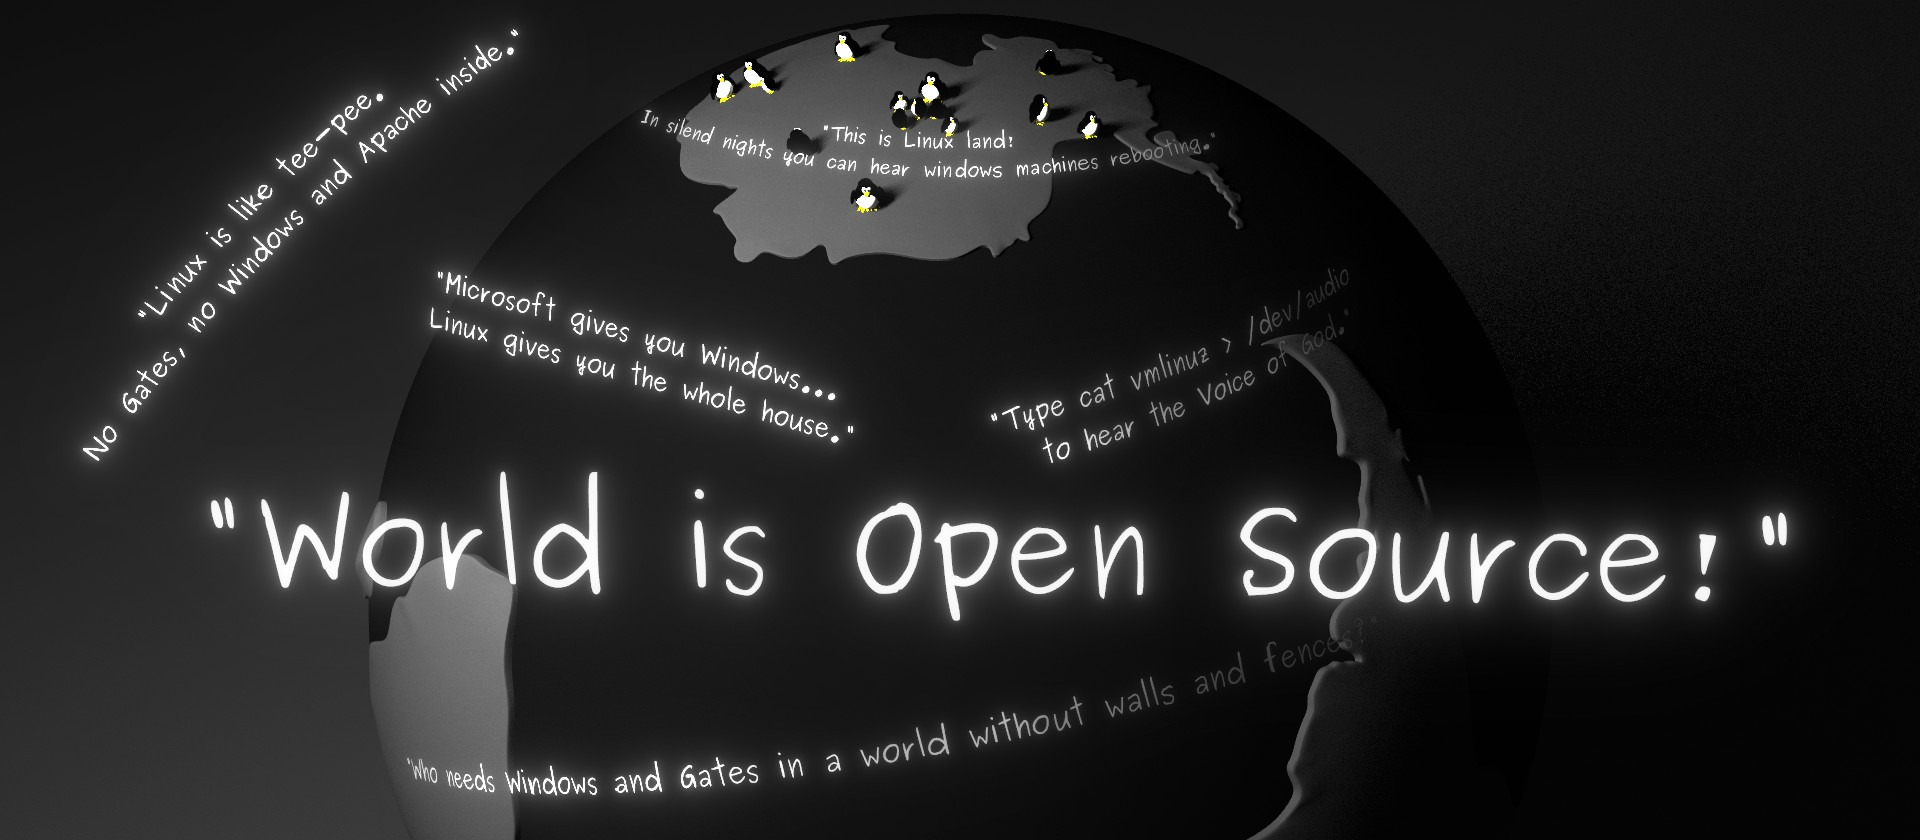 "Linux is like tee-pee.
No Gates, no Windows and Apache inside."
"This is Linux land!
In silend nights you can hear windows machines rebooting."
"Microsoft gives you Windows...
Linux gives you the whole house."
"Type cat vmlinuz > /dev/audio
to hear the Voice of God."
"World is Open Source!"
"Who needs Windows and Gates in a world without walls and fences?"